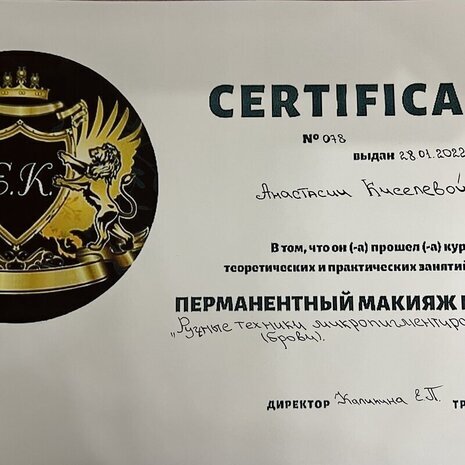 CERTIFICA
Е.К.
№ 078
выдан 28.01.2022
Анастасии Киселевой
В том, что он (-а) прошел (-а) кур
теоретических и практических занятий
ПЕРМАНЕНТНЫЙ МАКИЯЖ
„Ручные техники микропигментиро
(брови).
ДИРЕКТОР Калинина Е.П. ТР